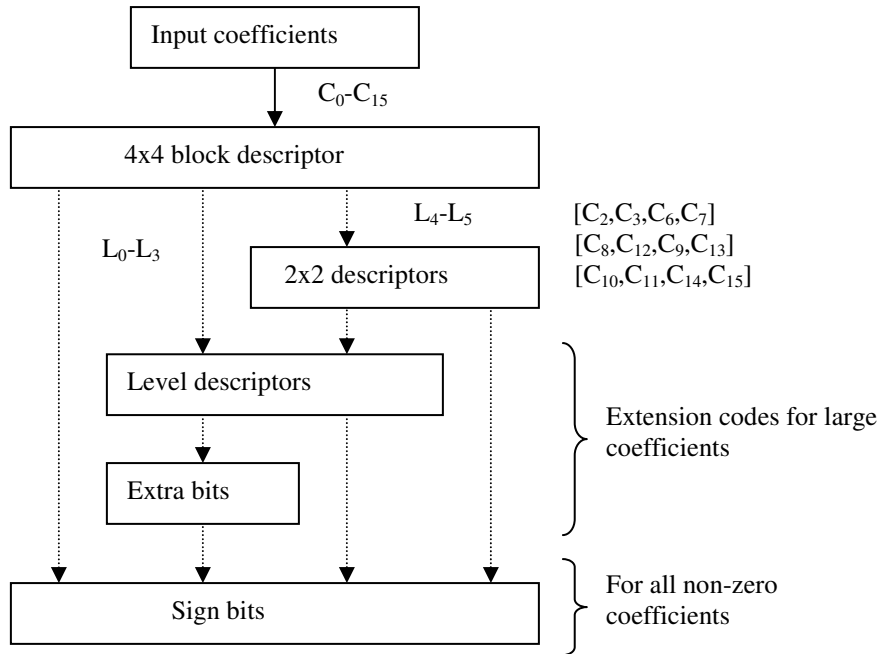 Input coefficients
C₀-C₁₅
4x4 block descriptor
L₄-L₅
[C₂,C₃,C₆,C₇]
L₀-L₃
[C₈,C₁₂,C₉,C₁₃]
2x2 descriptors
[C₁₀,C₁₁,C₁₄,C₁₅]
Level descriptors
Extension codes for large
coefficients
Extra bits
For all non-zero
coefficients
Sign bits